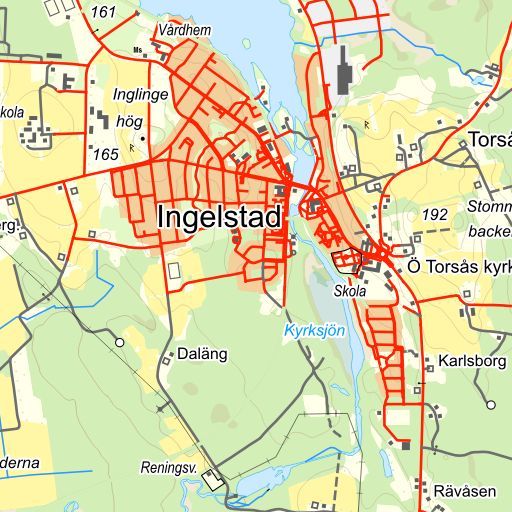 161
Vårdhem
Ms
Inglinge
hög
165
Torså
192
Stomm
backe
Ingelstad
Ö Torsås kyrk
Skola
Kyrksjön
Daläng
Karlsborg
Reningsv.
derna
Rävåsen
kola
erg!
R
R
R